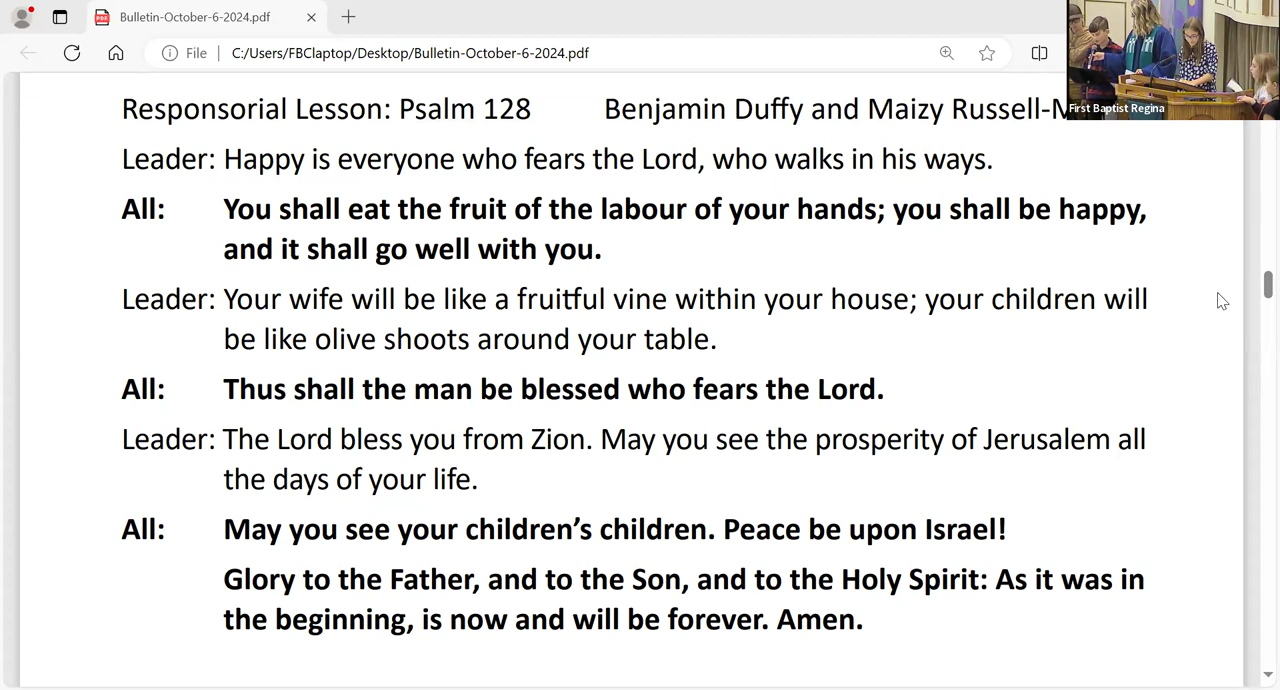 Bulletin-October-6-2024.pdf
File | C:/Users/FBClaptop/Desktop/Bulletin-October-6-2024.pdf
First Baptist Regina
Responsorial Lesson: Psalm 128 Benjamin Duffy and Maizy Russell-M
Leader: Happy is everyone who fears the Lord, who walks in his ways.
All: You shall eat the fruit of the labour of your hands; you shall be happy,
and it shall go well with you.
Leader: Your wife will be like a fruitful vine within your house; your children will
be like olive shoots around your table.
All: Thus shall the man be blessed who fears the Lord.
Leader: The Lord bless you from Zion. May you see the prosperity of Jerusalem all
the days of your life.
All: May you see your children’s children. Peace be upon Israel!
Glory to the Father, and to the Son, and to the Holy Spirit: As it was in
the beginning, is now and will be forever. Amen.